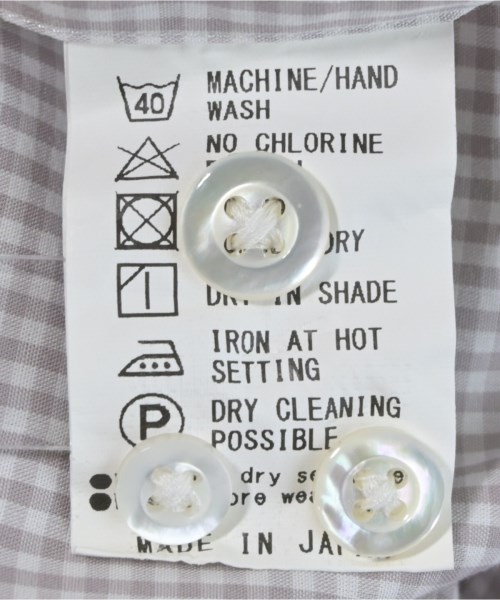 40
MACHINE/HAND
WASH
NO CHLORINE
DRY
DRY IN SHADE
IRON AT HOT
SETTING
P
DRY CLEANING
POSSIBLE
dry
MADE IN